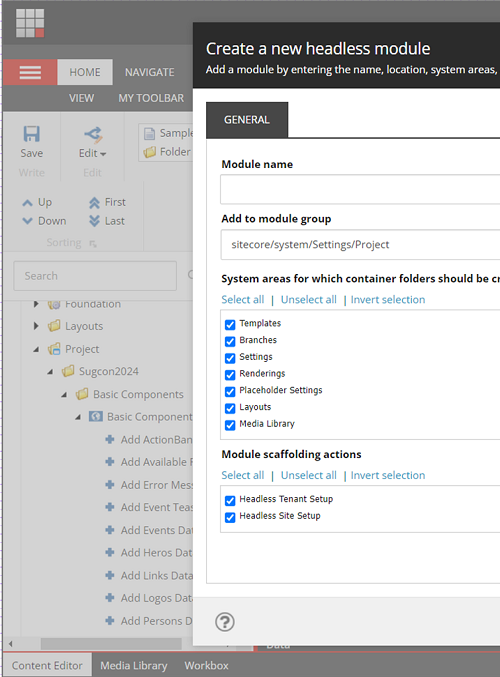 Create a new headless module
Add a module by entering the name, location, system areas,
HOME
NAVIGATE
VIEW
MY TOOLBAR
GENERAL
Save
Edit
Sample
Folder
Write
Edit
Up
First
Down
Last
Sorting
Search
Foundation
Layouts
Project
Sugcon2024
Basic Components
Basic Component
Add ActionBan
Add Available
Add Error Mes
Add Event Teas
Add Events Dat
Add Heros Dat
Add Links Data
Add Logos Data
Add Persons D
Module name
Add to module group
sitecore/system/Settings/Project
System areas for which container folders should be cr
Select all | Unselect all | Invert selection
Templates
Branches
Settings
Renderings
Placeholder Settings
Layouts
Media Library
Module scaffolding actions
Select all | Unselect all | Invert selection
Headless Tenant Setup
Headless Site Setup
?
Data
Content Editor
Media Library
Workbox